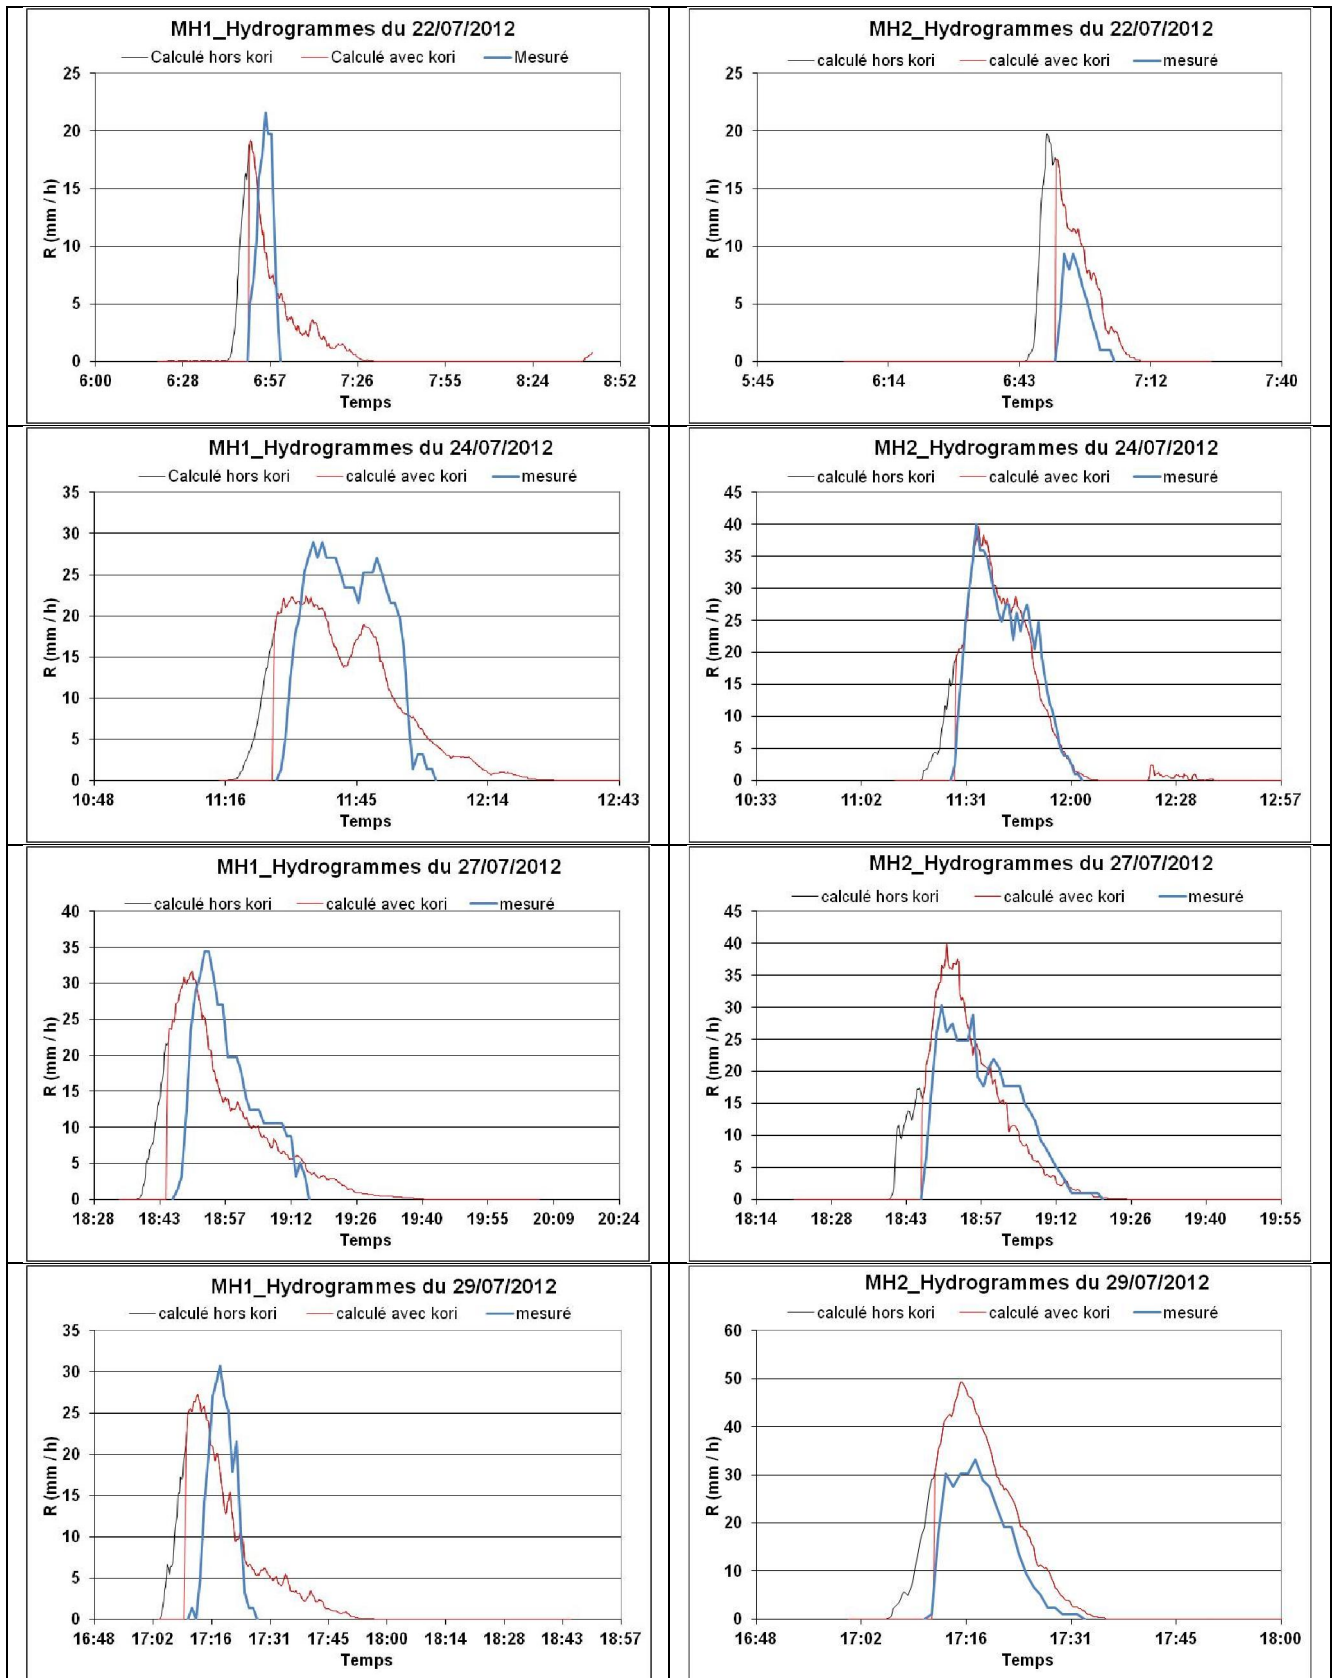 MH1_Hydrogrammes du 22/07/2012
Calculé hors kori Calculé avec kori Mesuré
25
20
15
10
5
0
R (mm / h)
6:00 6:28 6:57 7:26 7:55 8:24 8:52
Temps
MH2_Hydrogrammes du 22/07/2012
calculé hors kori calculé avec kori mesuré
25
20
15
10
5
0
R (mm / h)
5:45 6:14 6:43 7:12 7:40
Temps
MH1_Hydrogrammes du 24/07/2012
Calculé hors kori calculé avec kori mesuré
35
30
25
20
15
10
5
0
R (mm / h)
10:48 11:16 11:45 12:14 12:43
Temps
MH2_Hydrogrammes du 24/07/2012
calculé hors kori calculé avec kori mesuré
45
40
35
30
25
20
15
10
5
0
R (mm / h)
10:33 11:02 11:31 12:00 12:28 12:57
Temps
MH1_Hydrogrammes du 27/07/2012
calculé hors kori calculé avec kori mesuré
40
35
30
25
20
15
10
5
0
R (mm / h)
18:28 18:43 18:57 19:12 19:26 19:40 19:55 20:09 20:24
Temps
MH2_Hydrogrammes du 27/07/2012
calculé hors kori calculé avec kori mesuré
45
40
35
30
25
20
15
10
5
0
R (mm / h)
18:14 18:28 18:43 18:57 19:12 19:26 19:40 19:55
Temps
MH1_Hydrogrammes du 29/07/2012
calculé hors kori calculé avec kori mesuré
35
30
25
20
15
10
5
0
R (mm / h)
16:48 17:02 17:16 17:31 17:45 18:00 18:14 18:28 18:43 18:57
Temps
MH2_Hydrogrammes du 29/07/2012
calculé hors kori calculé avec kori mesuré
60
50
40
30
20
10
0
R (mm / h)
16:48 17:02 17:16 17:31 17:45 18:00
Temps